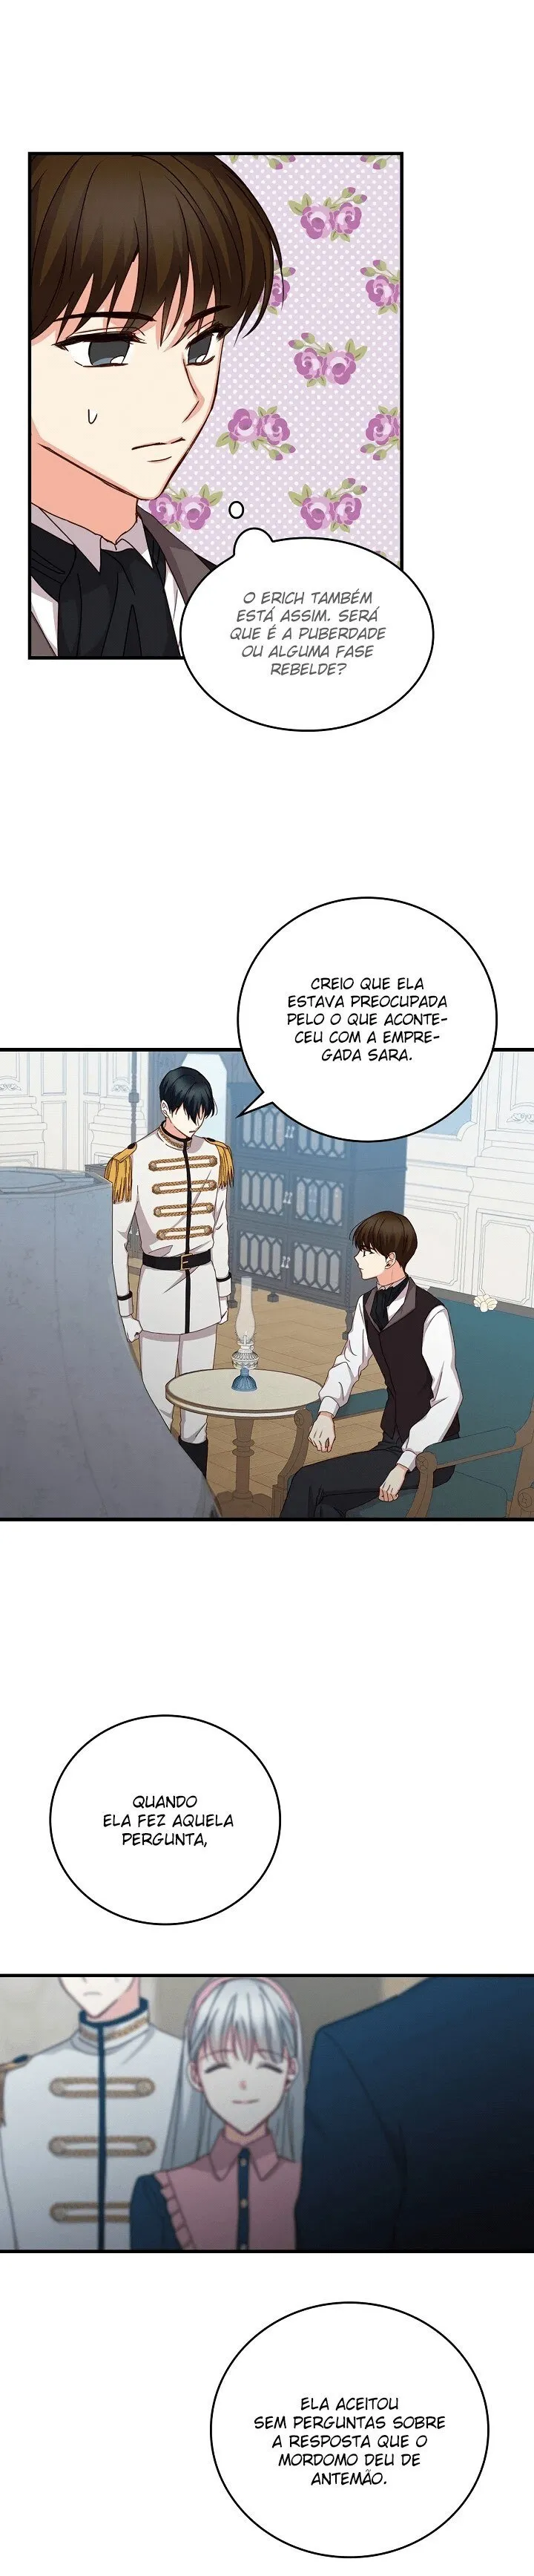 O ERICH TAMBÉM
ESTÁ ASSIM. SERÁ
QUE É A PUBERDADE
OU ALGUMA FASE
REBELDE?
CREIO QUE ELA
ESTAVA PREOCUPADA
PELO O QUE ACONTE-
CEU COM A EMPRE-
GADA SARA.
QUANDO
ELA FEZ AQUELA
PERGUNTA,
ELA ACEITOU
SEM PERGUNTAS SOBRE
A RESPOSTA QUE O
MORDOMO DEU DE
ANTEMÃO.